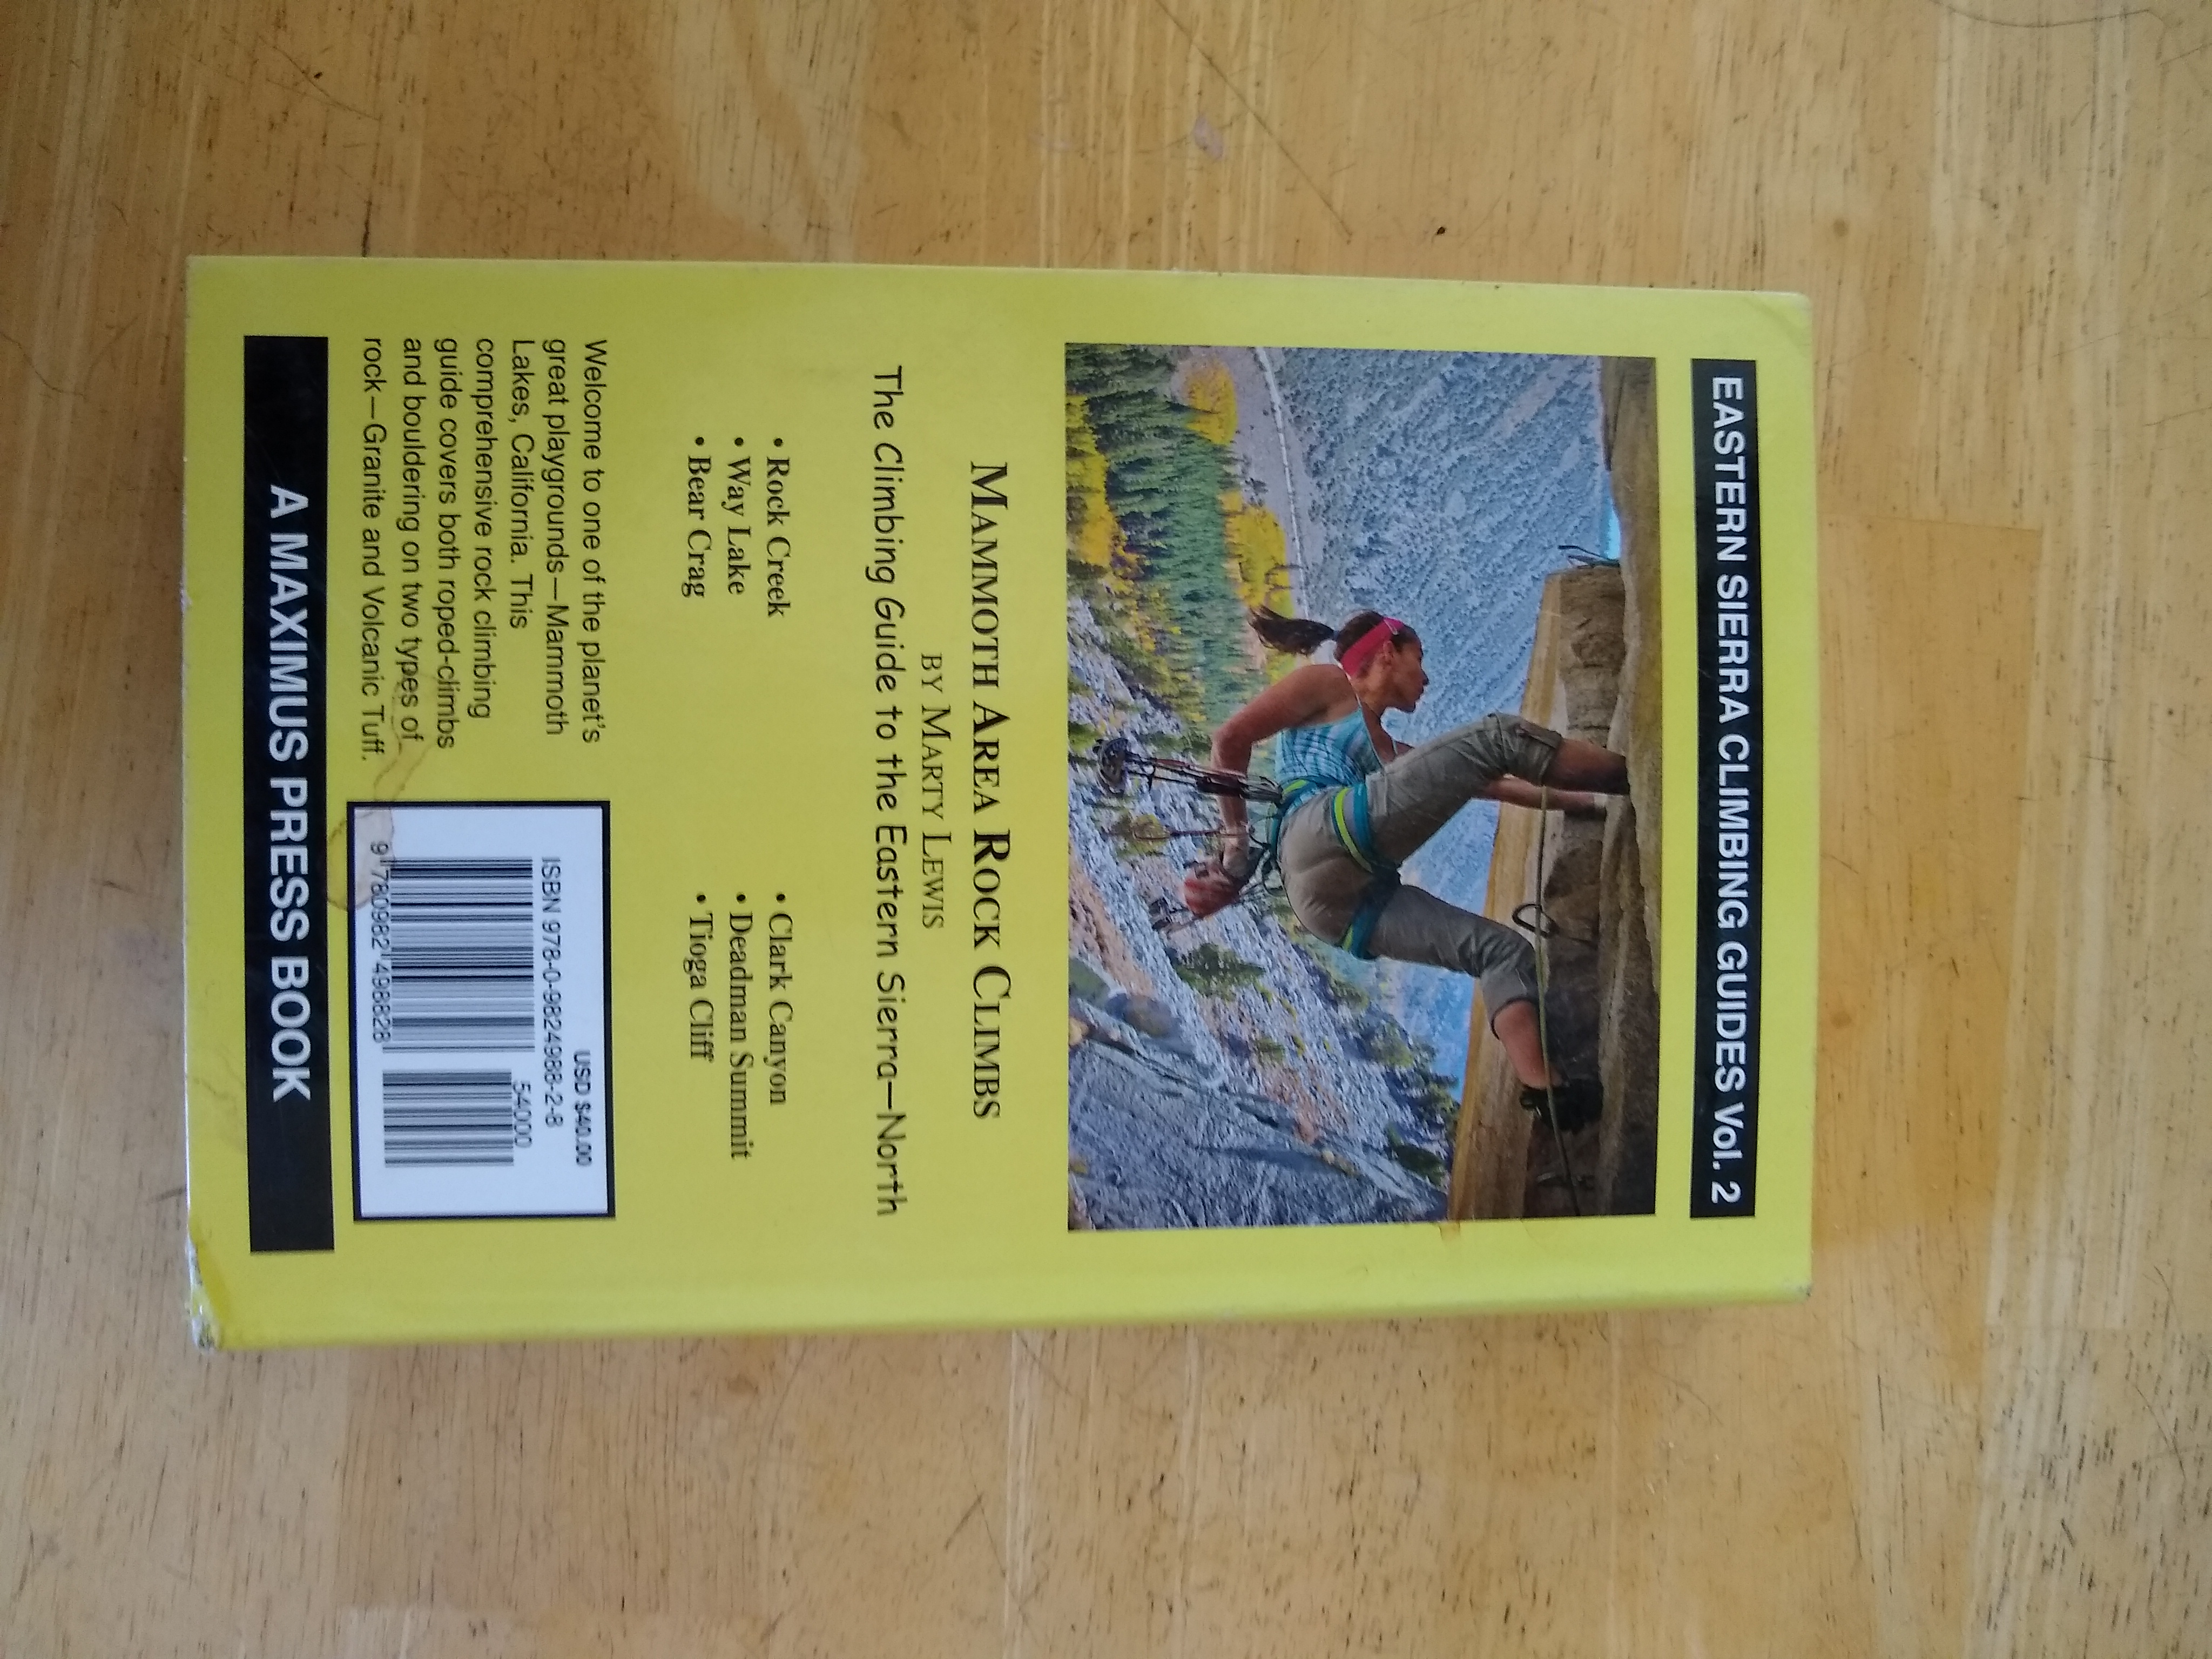 EASTERN SIERRA CLIMBING GUIDES Vol. 2
MAMMOTH AREA ROCK CLIMBS
BY MARTY LEWIS
The Climbing Guide to the Eastern Sierra—North
• Rock Creek
• Way Lake
• Bear Crag
• Clark Canyon
• Deadman Summit
• Tioga Cliff
Welcome to one of the planet's
great playgrounds—Mammoth
Lakes, California. This
comprehensive rock climbing
guide covers both roped-climbs
and bouldering on two types of
rock—Granite and Volcanic Tuff.
USD $40.00
ISBN 978-0-9824988-2-8
54000
9 780982 498828
A MAXIMUS PRESS BOOK